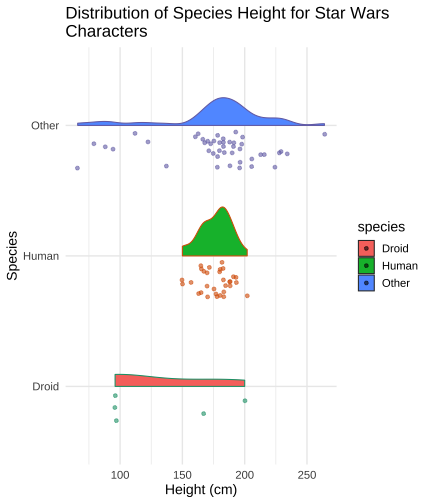 Distribution of Species Height for Star Wars
Characters
Species
Other
Human
Droid
100 150 200 250
Height (cm)
species
Droid
Human
Other